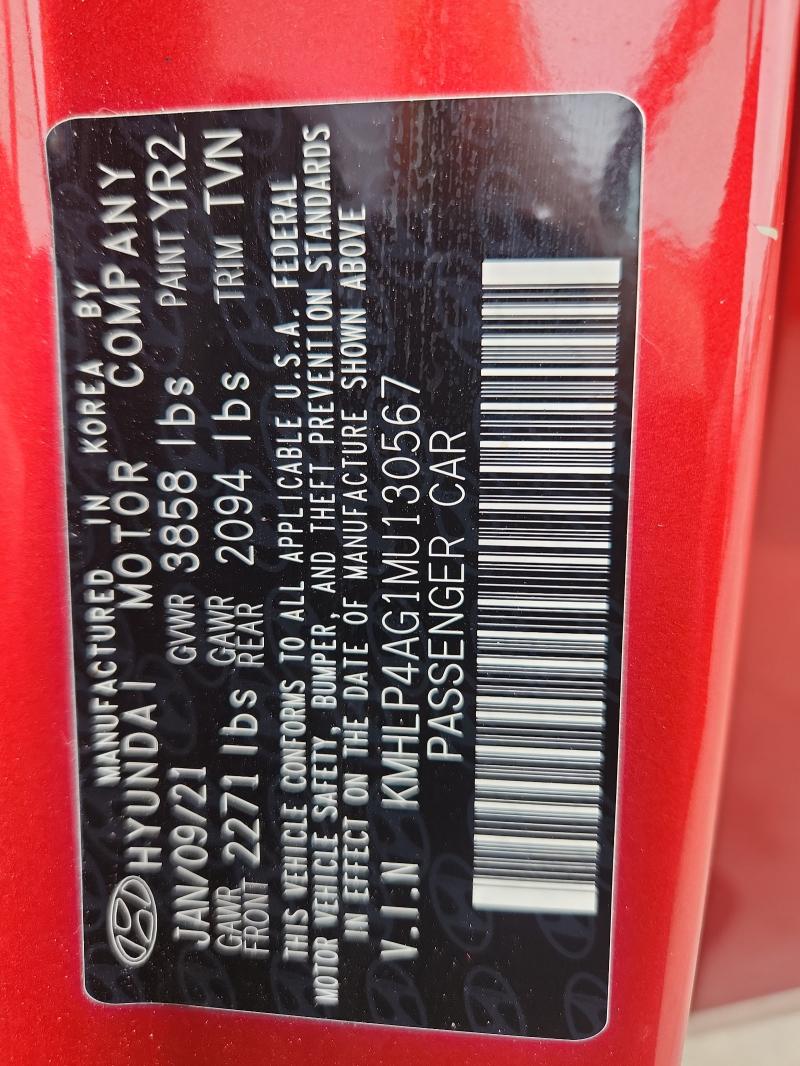 MANUFACTURED IN KOREA BY
HYUNDAI MOTOR COMPANY
JAN/09/21 GVWR 3858 lbs PAINT YR2
GAWR FRONT 2271 lbs GAWR REAR 2094 lbs TRIM TVN
THIS VEHICLE CONFORMS TO ALL APPLICABLE U.S.A. FEDERAL
MOTOR VEHICLE SAFETY, BUMPER, AND THEFT PREVENTION STANDARDS
IN EFFECT ON THE DATE OF MANUFACTURE SHOWN ABOVE
V.I.N KMHLP4AG1MU130567
PASSENGER CAR